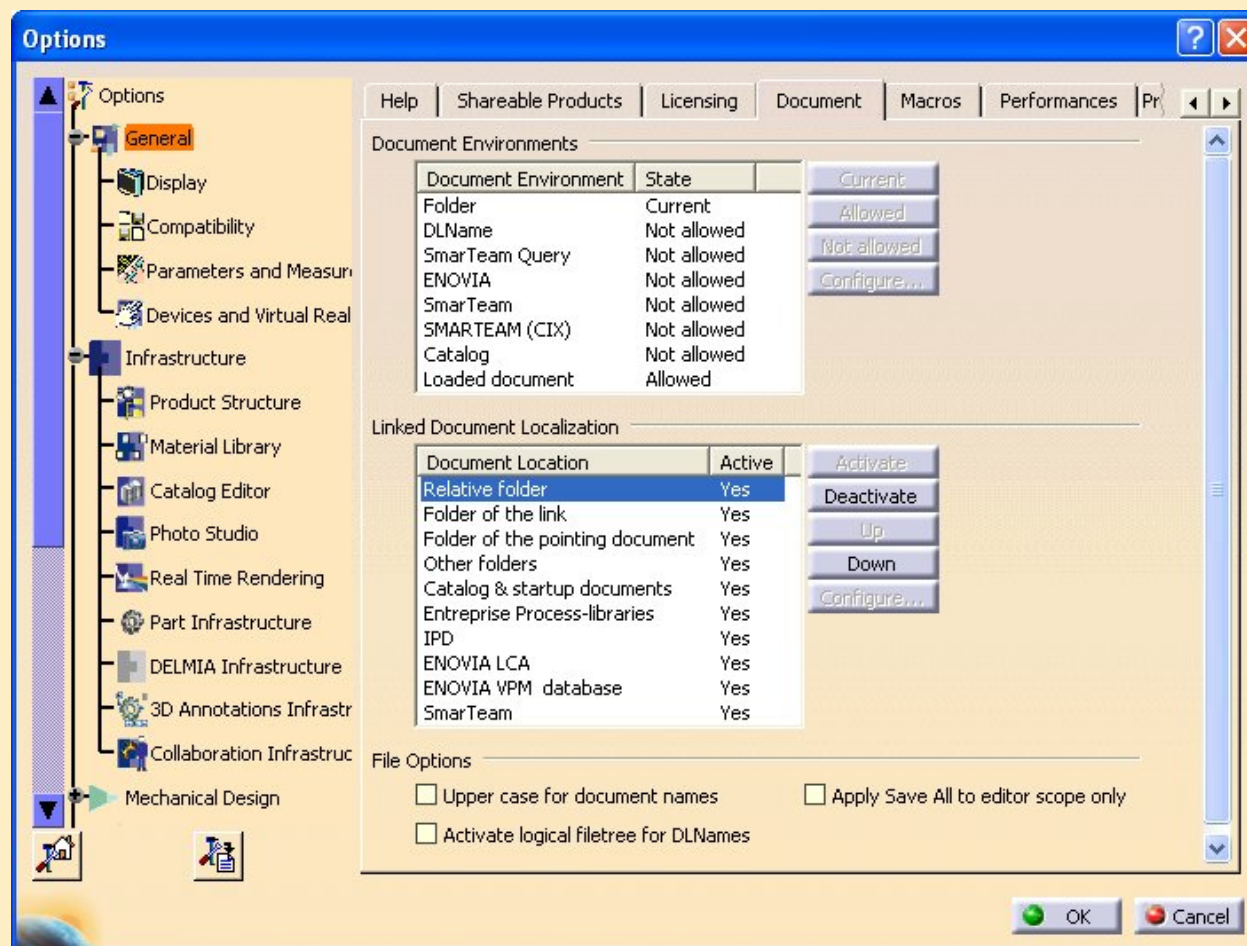 Options
Options
General
Display
Compatibility
Parameters and Measur
Devices and Virtual Real
Infrastructure
Product Structure
Material Library
Catalog Editor
Photo Studio
Real Time Rendering
Part Infrastructure
DELMIA Infrastructure
3D Annotations Infrastr
Collaboration Infrastruc
Mechanical Design
Help Shareable Products Licensing Document Macros Performances Pr
Document Environments
Document Environment State
Folder Current
DLName Not allowed
SmarTeam Query Not allowed
ENOVIA Not allowed
SmarTeam Not allowed
SMARTEAM (CIX) Not allowed
Catalog Not allowed
Loaded document Allowed
Current
Allowed
Not allowed
Configure...
Linked Document Localization
Document Location Active
Relative folder Yes
Folder of the link Yes
Folder of the pointing document Yes
Other folders Yes
Catalog & startup documents Yes
Entreprise Process-libraries Yes
IPD Yes
ENOVIA LCA Yes
ENOVIA VPM database Yes
SmarTeam Yes
Activate
Deactivate
Up
Down
Configure...
File Options
Upper case for document names Apply Save All to editor scope only
Activate logical filetree for DLNames
OK Cancel